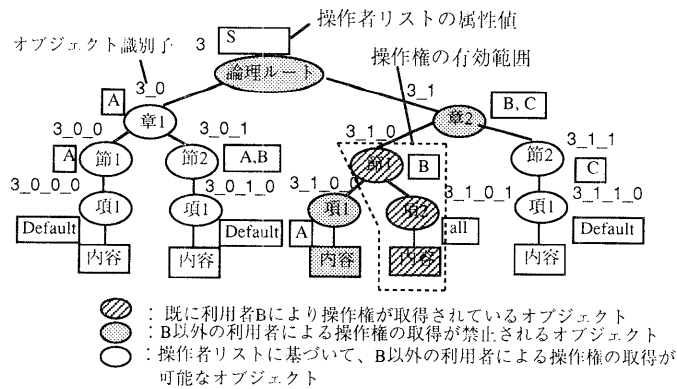 操作者リストの属性値
オブジェクト識別子
3
S
論理ルート
操作権の有効範囲
3_0
A
章1
3_1
章2
B, C
3_0_0
A
節1
3_0_1
節2
A,B
3_1_0
節1
B
3_1_1
節2
C
3_0_0_0
項1
Default
内容
3_0_1_0
項1
Default
内容
3_1_0_0
項1
A
内容
3_1_0_1
項2
all
内容
3_1_1_0
項1
Default
内容
：既に利用者Bにより操作権が取得されているオブジェクト
：B以外の利用者による操作権の取得が禁止されるオブジェクト
：操作者リストに基づいて、B以外の利用者による操作権の取得が
可能なオブジェクト